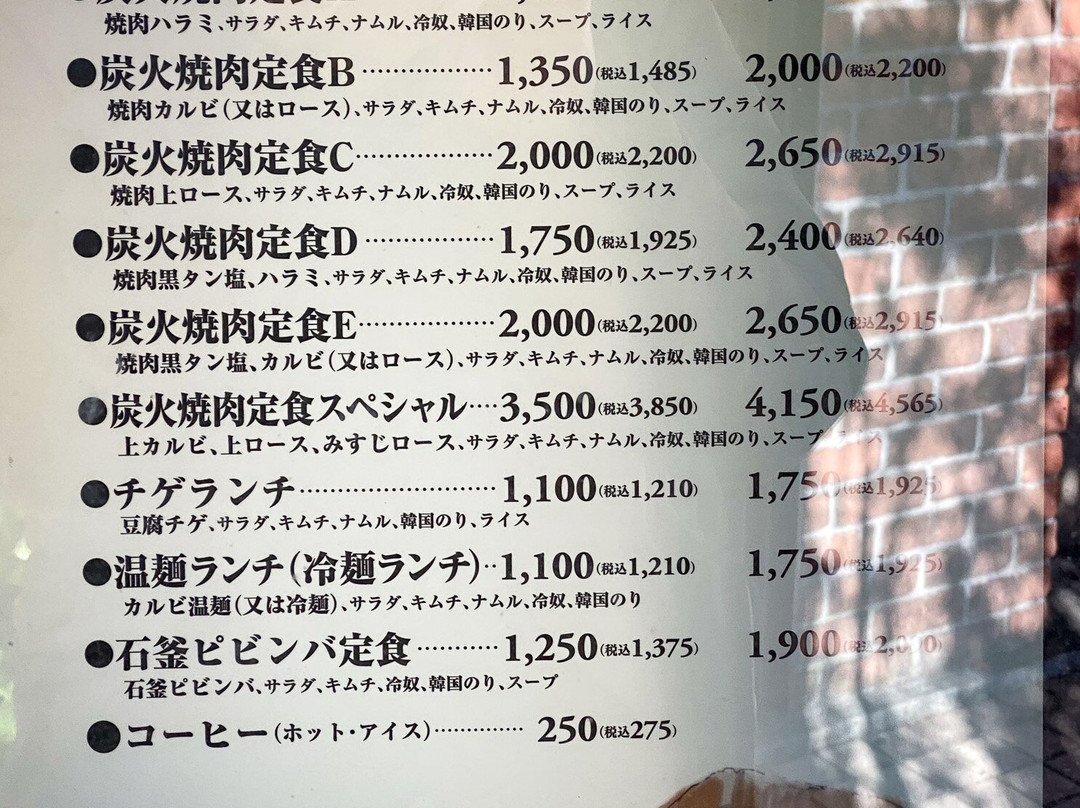 焼肉ハラミ、サラダ、キムチ、ナムル、冷奴、韓国のり、スープ、ライス
●炭火焼肉定食B……………1,350(税込1,485) 2,000(税込2,200)
焼肉カルビ(又はロース)、サラダ、キムチ、ナムル、冷奴、韓国のり、スープ、ライス
●炭火焼肉定食C……………2,000(税込2,200) 2,650(税込2,915)
焼肉上ロース、サラダ、キムチ、ナムル、冷奴、韓国のり、スープ、ライス
●炭火焼肉定食D……………1,750(税込1,925) 2,400(税込2,640)
焼肉黒タン塩、ハラミ、サラダ、キムチ、ナムル、冷奴、韓国のり、スープ、ライス
●炭火焼肉定食E……………2,000(税込2,200) 2,650(税込2,915)
焼肉黒タン塩、カルビ(又はロース)、サラダ、キムチ、ナムル、冷奴、韓国のり、スープ、ライス
●炭火焼肉定食スペシャル…3,500(税込3,850) 4,150(税込4,565)
上カルビ、上ロース、みすじロース、サラダ、キムチ、ナムル、冷奴、韓国のり、スープ、ライス
●チゲランチ……………………1,100(税込1,210) 1,750(税込1,925)
豆腐チゲ、サラダ、キムチ、ナムル、韓国のり、ライス
●温麺ランチ(冷麺ランチ)‥1,100(税込1,210) 1,750(税込1,925)
カルビ温麺(又は冷麺)、サラダ、キムチ、ナムル、冷奴、韓国のり
●石釜ピビンバ定食…………1,250(税込1,375) 1,900(税込
石釜ピビンバ、サラダ、キムチ、冷奴、韓国のり、スープ
●コーヒー(ホット・アイス)…………250(税込275)